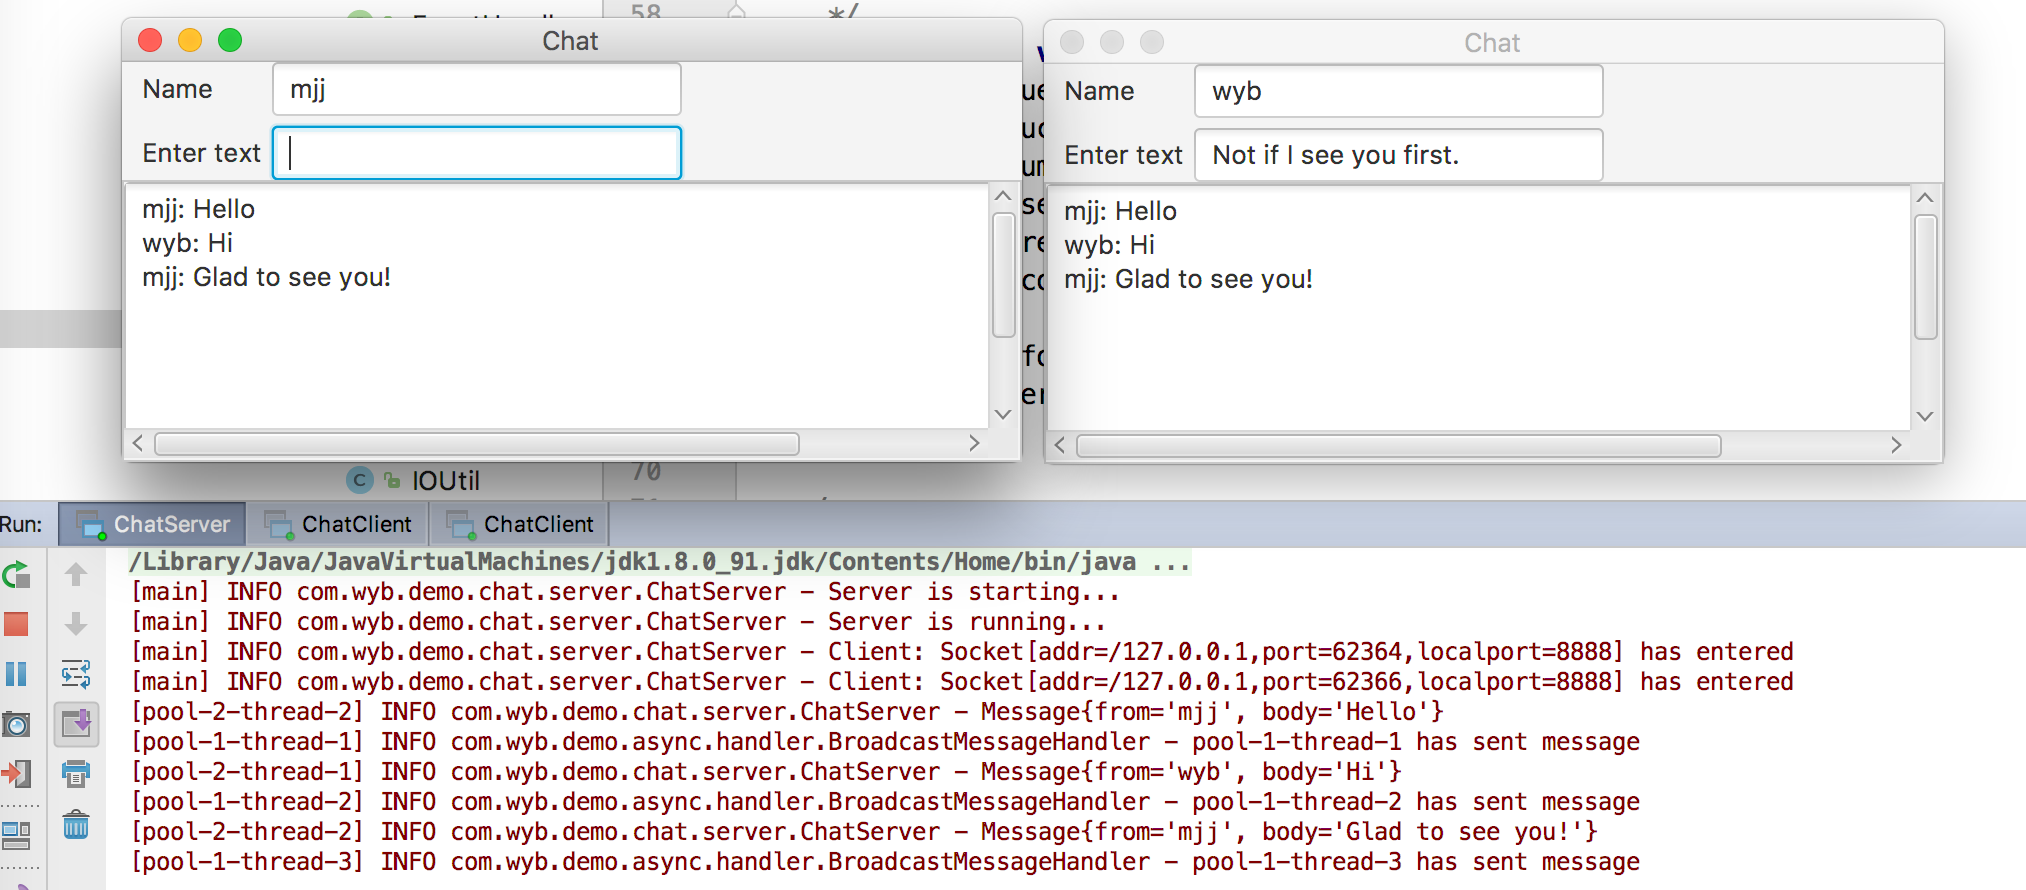 58
*/
Chat
Name
mjj
Enter text
mjj: Hello
wyb: Hi
mjj: Glad to see you!
Chat
Name
wyb
Enter text
Not if I see you first.
mjj: Hello
wyb: Hi
mjj: Glad to see you!
70
C IOUtil
Run:
ChatServer
ChatClient
ChatClient
/Library/Java/JavaVirtualMachines/jdk1.8.0_91.jdk/Contents/Home/bin/java ...
[main] INFO com.wyb.demo.chat.server.ChatServer - Server is starting...
[main] INFO com.wyb.demo.chat.server.ChatServer - Server is running...
[main] INFO com.wyb.demo.chat.server.ChatServer - Client: Socket[addr=/127.0.0.1,port=62364,localport=8888] has entered
[main] INFO com.wyb.demo.chat.server.ChatServer - Client: Socket[addr=/127.0.0.1,port=62366,localport=8888] has entered
[pool-2-thread-2] INFO com.wyb.demo.chat.server.ChatServer - Message{from='mjj', body='Hello'}
[pool-1-thread-1] INFO com.wyb.demo.async.handler.BroadcastMessageHandler - pool-1-thread-1 has sent message
[pool-2-thread-1] INFO com.wyb.demo.chat.server.ChatServer - Message{from='wyb', body='Hi'}
[pool-1-thread-2] INFO com.wyb.demo.async.handler.BroadcastMessageHandler - pool-1-thread-2 has sent message
[pool-2-thread-2] INFO com.wyb.demo.chat.server.ChatServer - Message{from='mjj', body='Glad to see you!'}
[pool-1-thread-3] INFO com.wyb.demo.async.handler.BroadcastMessageHandler - pool-1-thread-3 has sent message